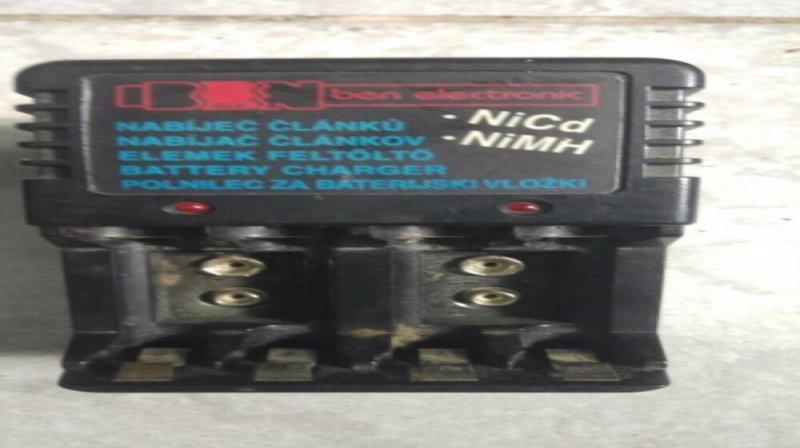 BEN ben electronic
• NiCd
• NiMH
NABÍJEČ ČLÁNKŮ
NABÍJAČ ČLÁNKOV
ELEMEK FELTÖLTŐ
BATTERY CHARGER
POLNILEC ZA BATERIJSKI VLOŽKI